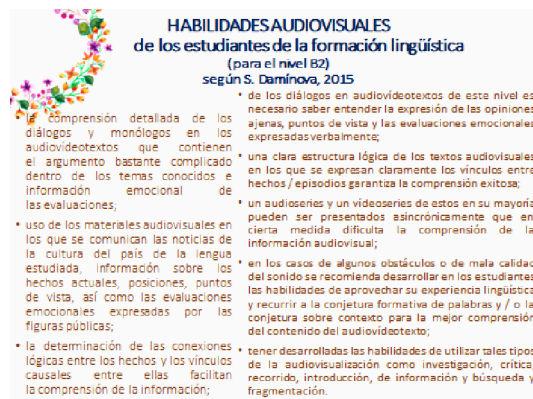 HABILIDADES AUDIOVISUALES
de los estudiantes de la formación lingüística
(para el nivel B2)
según S. Damínova, 2015
• la comprensión detallada de los
diálogos y monólogos en los
audiovídeotextos que contienen
el argumento bastante complicado
dentro de los temas conocidos e
información emocional de
las evaluaciones;
• uso de los materiales audiovisuales en
los que se comunican las noticias de
la cultura del país de la lengua
estudiada, información sobre los
hechos actuales, posiciones, puntos
de vista, así como las evaluaciones
emocionales expresadas por las
figuras públicas;
• la determinación de las conexiones
lógicas entre los hechos y los vínculos
causales entre ellas facilitan
la comprensión de la información;
• de los diálogos en audiovídeotextos de este nivel es
necesario saber entender la expresión de las opiniones
ajenas, puntos de vista y las evaluaciones emocionales
expresadas verbalmente;
• una clara estructura lógica de los textos audiovisuales
en los que se expresan claramente los vínculos entre
hechos / episodios garantiza la comprensión exitosa;
• un audioseries y un vídeoseries de estos en su mayoría
pueden ser presentados asincrónicamente que en
cierta medida dificulta la comprensión de la
información audiovisual;
• en los casos de algunos obstáculos o de mala calidad
del sonido se recomienda desarrollar en los estudiantes
las habilidades de aprovechar su experiencia lingüística
y recurrir a la conjetura formativa de palabras y / o la
conjetura sobre contexto para la mejor comprensión
del contenido del audiovídeotexto;
• tener desarrolladas las habilidades de utilizar tales tipos
de la audiovisualización como investigación, crítica,
recorrido, introducción, de información y búsqueda y
fragmentación.